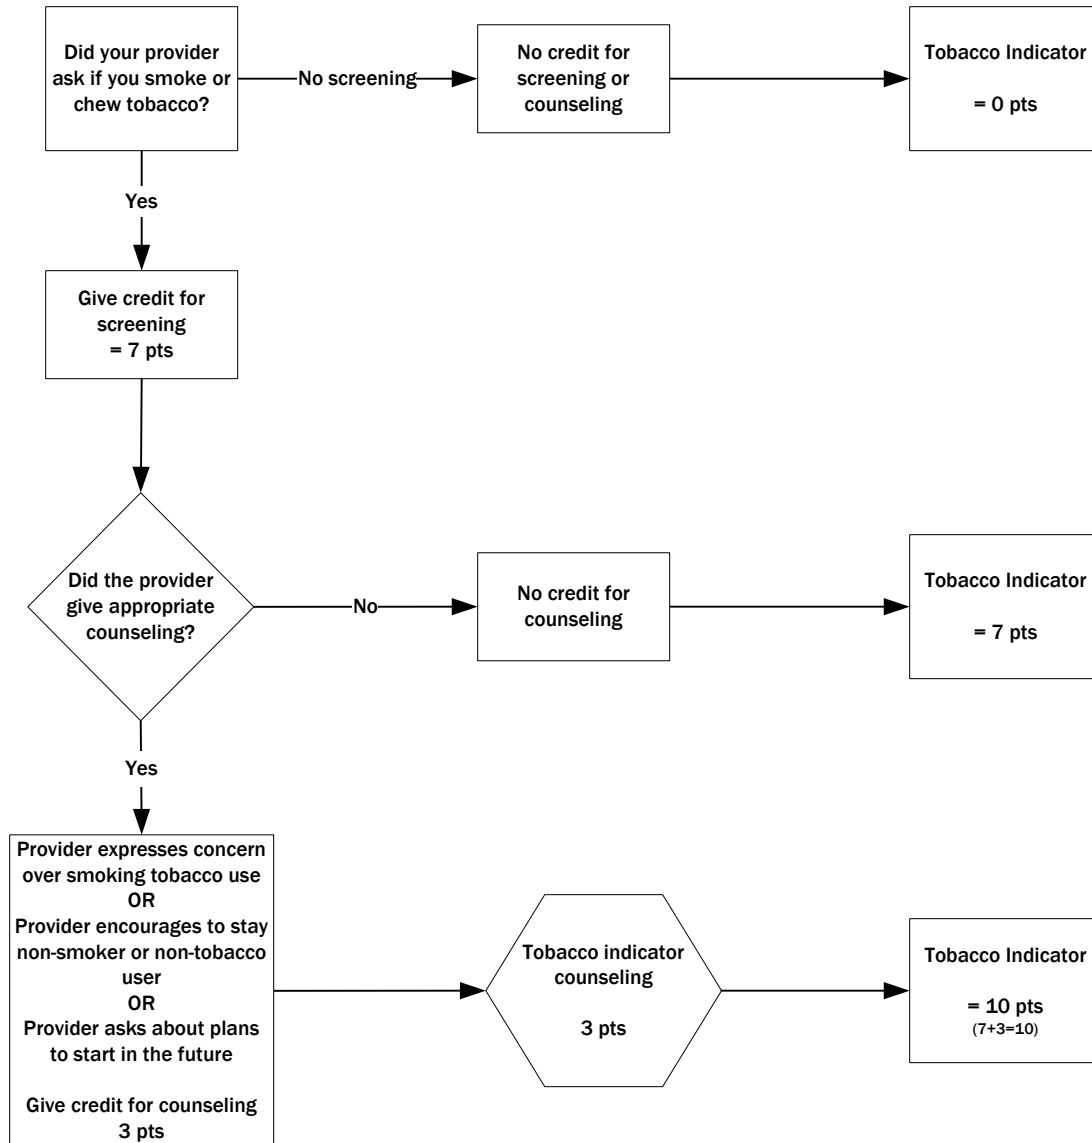 Did your provider
ask if you smoke or
chew tobacco?
No screening
No credit for
screening or
counseling
Tobacco Indicator
= 0 pts
Yes
Give credit for
screening
= 7 pts
Did the provider
give appropriate
counseling?
No
No credit for
counseling
Tobacco Indicator
= 7 pts
Yes
Provider expresses concern
over smoking tobacco use
OR
Provider encourages to stay
non-smoker or non-tobacco
user
OR
Provider asks about plans
to start in the future
Give credit for counseling
3 pts
Tobacco indicator
counseling
3 pts
Tobacco Indicator
= 10 pts
(7+3=10)